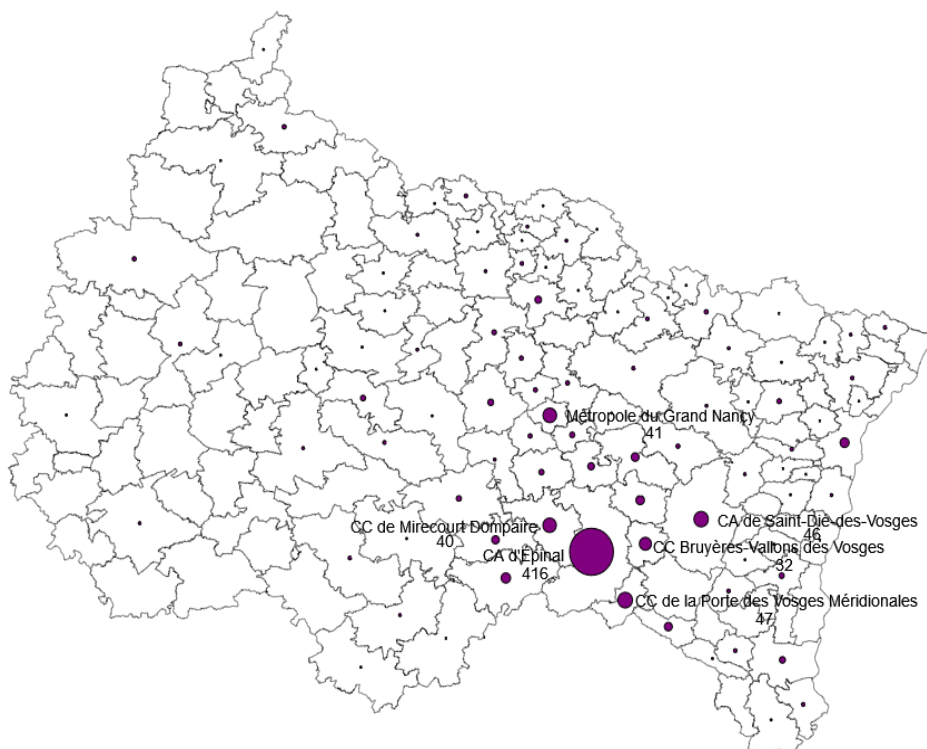 Métropole du Grand Nancy
41
CC de Mirecourt Dompaire
40
CA de Saint-Dié-des-Vosges
46
CA d'Épinal
416
CC Bruyères-Vallons des Vosges
32
CC de la Porte des Vosges Méridionales
47